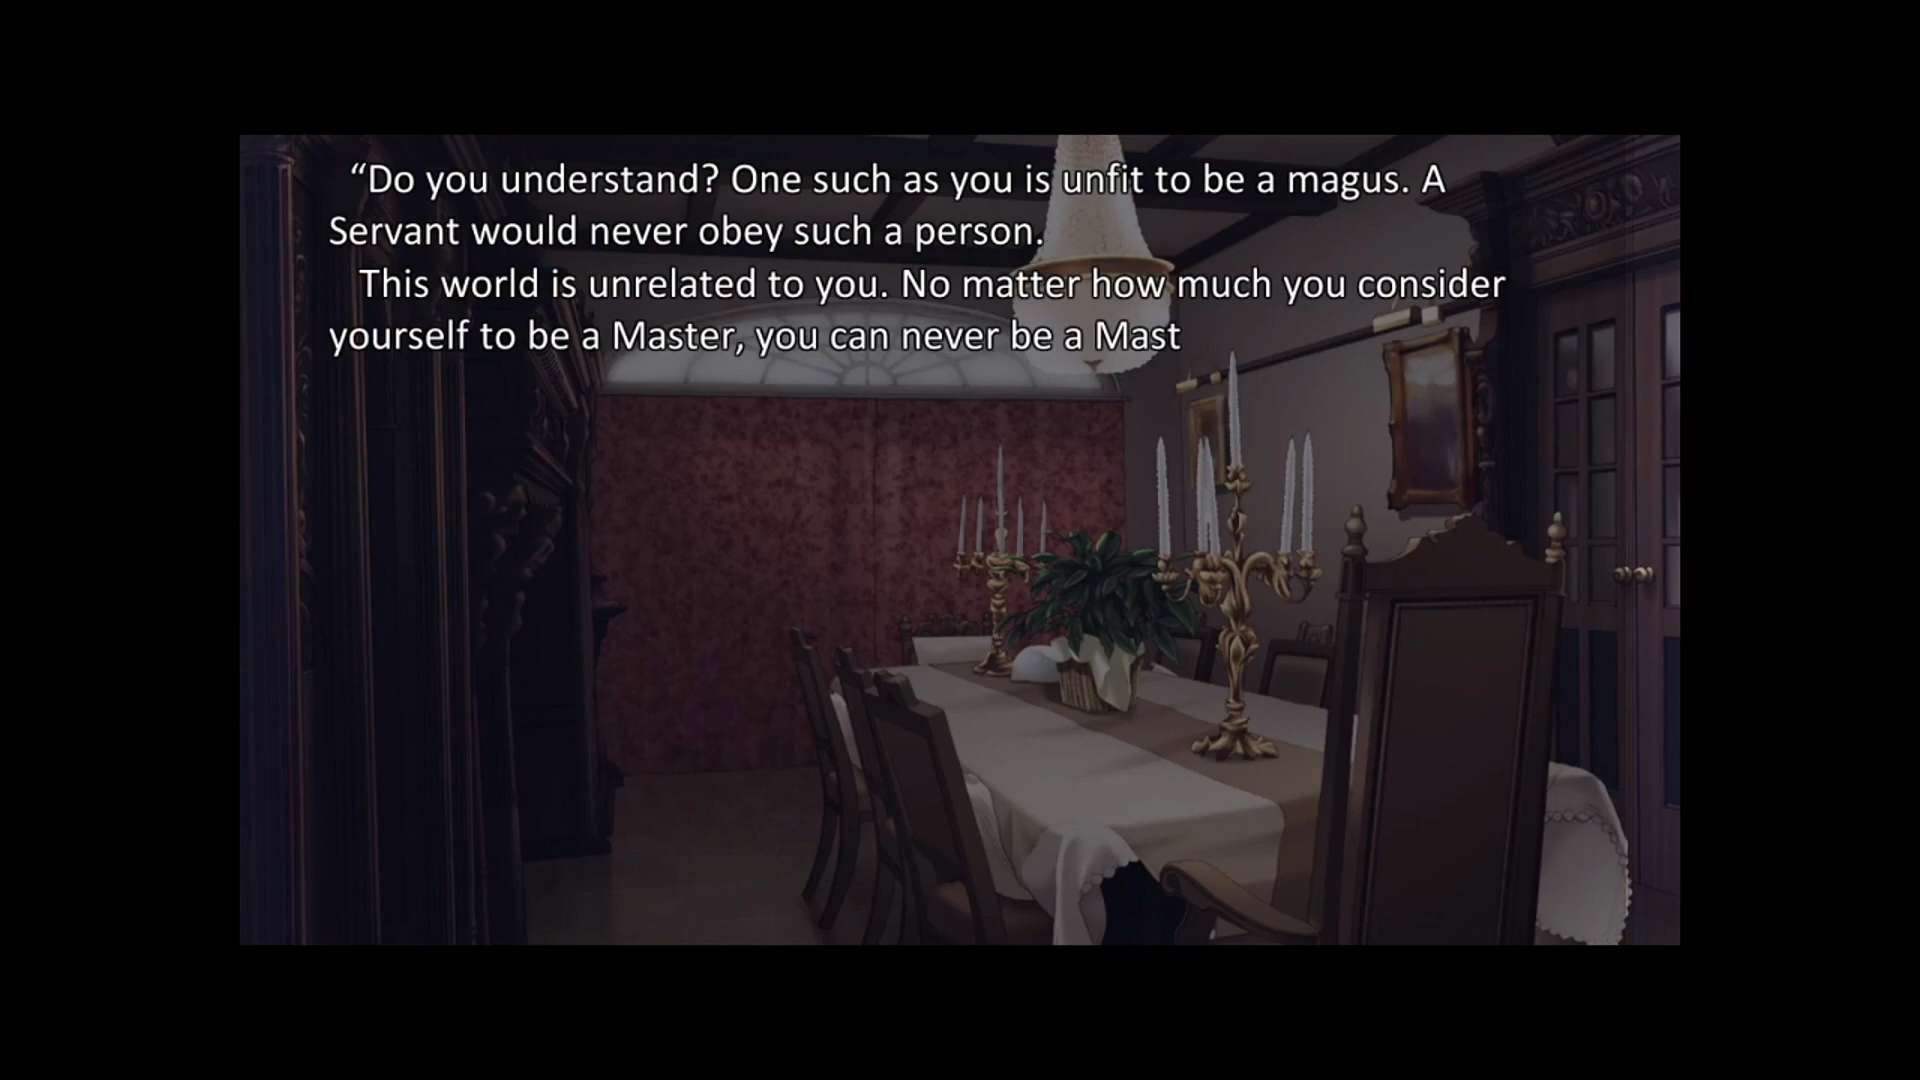 “Do you understand? One such as you is unfit to be a magus. A
Servant would never obey such a person.
This world is unrelated to you. No matter how much you consider
yourself to be a Master, you can never be a Mast